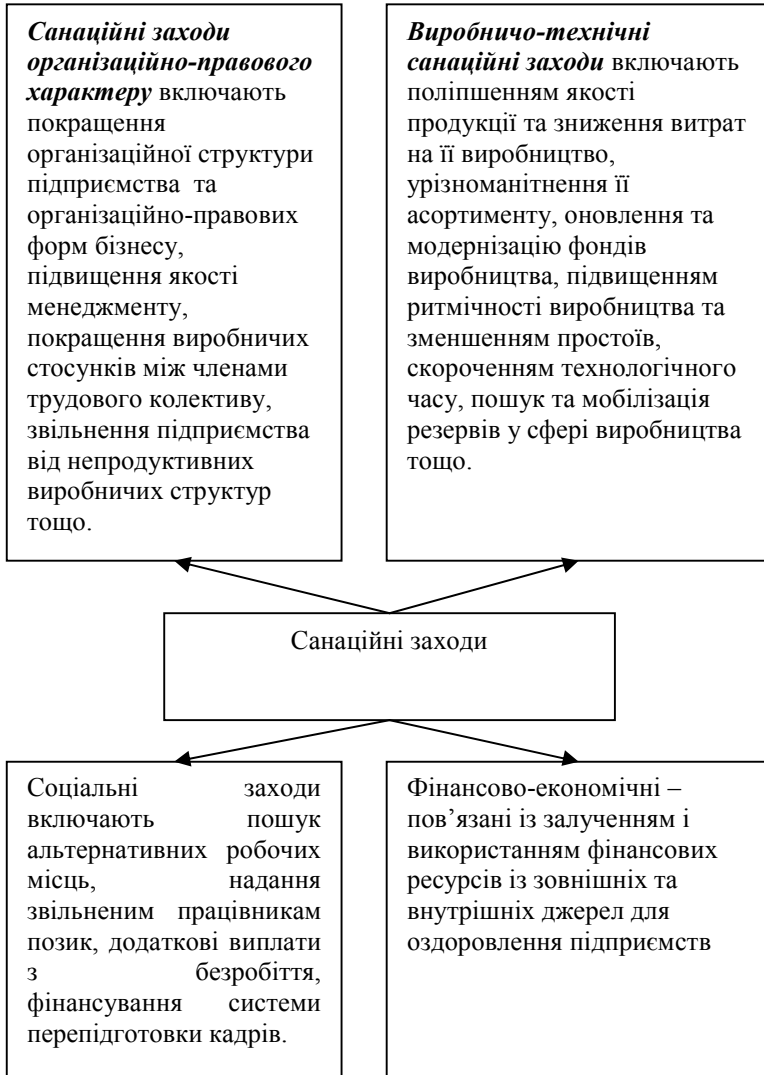 Санаційні заходи
організаційно-правового
характеру включають
покращення
організаційної структури
підприємства та
організаційно-правових
форм бізнесу,
підвищення якості
менеджменту,
покращення виробничих
стосунків між членами
трудового колективу,
звільнення підприємства
від непродуктивних
виробничих структур
тощо.
Виробничо-технічні
санаційні заходи включають
поліпшенням якості
продукції та зниження витрат
на її виробництво,
урізноманітнення її
асортименту, оновлення та
модернізацію фондів
виробництва, підвищенням
ритмічності виробництва та
зменшенням простоїв,
скороченням технологічного
часу, пошук та мобілізація
резервів у сфері виробництва
тощо.
Санаційні заходи
Соціальні заходи
включають пошук
альтернативних робочих
місць, надання
звільненим працівникам
позик, додаткові виплати
з безробіття,
фінансування системи
перепідготовки кадрів.
Фінансово-економічні –
пов’язані із залученням і
використанням фінансових
ресурсів із зовнішніх та
внутрішніх джерел для
оздоровлення підприємств